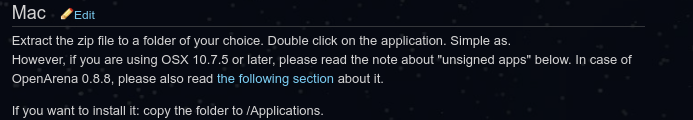 Mac Edit
Extract the zip file to a folder of your choice. Double click on the application. Simple as.
However, if you are using OSX 10.7.5 or later, please read the note about "unsigned apps" below. In case of
OpenArena 0.8.8, please also read the following section about it.
If you want to install it: copy the folder to /Applications.